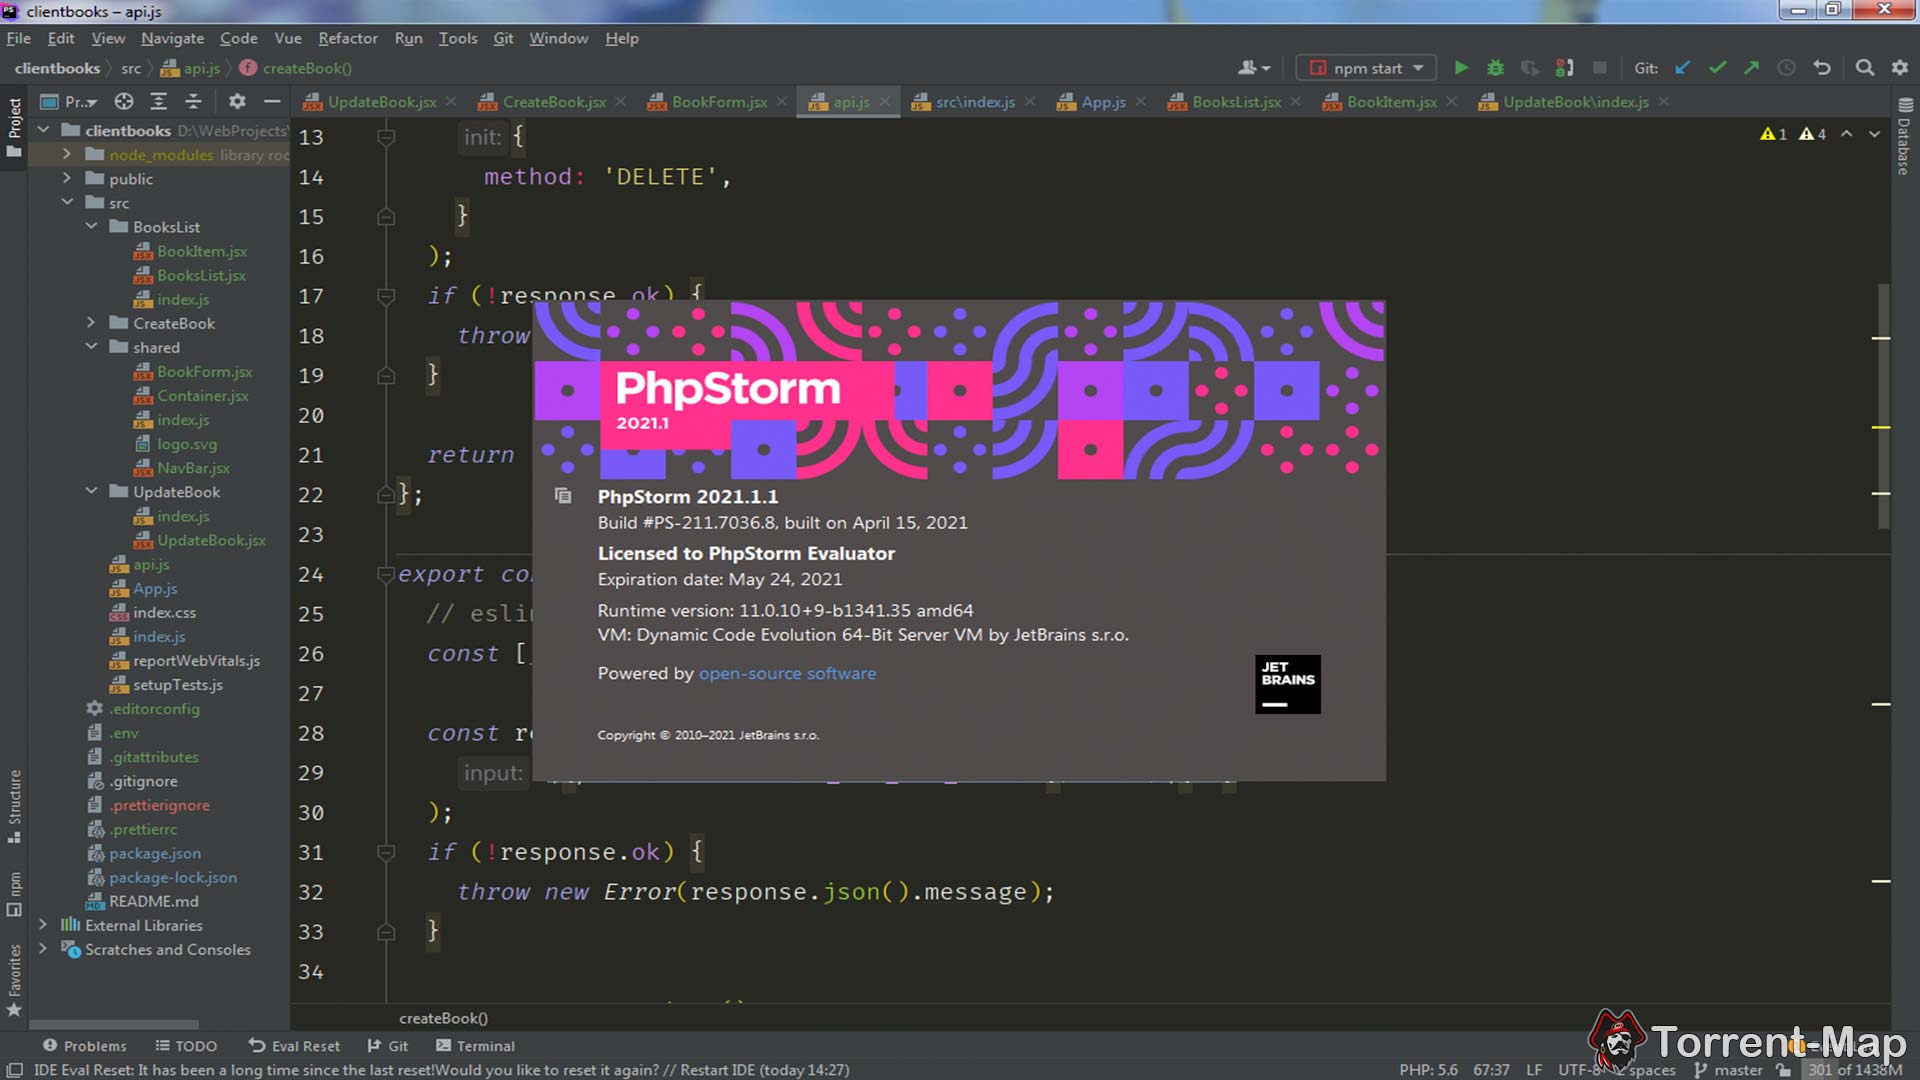 clientbooks – api.js
File Edit View Navigate Code Vue Refactor Run Tools Git Window Help
clientbooks src api.js createBook() npm start Git:
Project Pr... UpdateBook.jsx CreateBook.jsx BookForm.jsx api.js src\index.js App.js BooksList.jsx BookItem.jsx UpdateBook\index.js
Database
clientbooks D:\WebProjects\
node_modules library roo
public
src
BooksList
BookItem.jsx
BooksList.jsx
index.js
CreateBook
shared
BookForm.jsx
Container.jsx
index.js
logo.svg
NavBar.jsx
UpdateBook
index.js
UpdateBook.jsx
api.js
App.js
index.css
index.js
reportWebVitals.js
setupTests.js
.editorconfig
.env
.gitattributes
.gitignore
.prettierignore
.prettierrc
package.json
package-lock.json
README.md
External Libraries
Scratches and Consoles
Structure
npm
Favorites
1 4
13 init: {
14 method: 'DELETE',
15 }
16 );
17 if (!response.ok) {
18 throw
19 }
20
21 return
22 };
23
24 export co
25 // esli
26 const [
27
28 const re
29 input:
30 );
31 if (!response.ok) {
32 throw new Error(response.json().message);
33 }
34
PhpStorm
2021.1
PhpStorm 2021.1.1
Build #PS-211.7036.8, built on April 15, 2021
Licensed to PhpStorm Evaluator
Expiration date: May 24, 2021
Runtime version: 11.0.10+9-b1341.35 amd64
VM: Dynamic Code Evolution 64-Bit Server VM by JetBrains s.r.o.
Powered by open-source software
JET
BRAINS
Copyright © 2010–2021 JetBrains s.r.o.
createBook()
Problems TODO Eval Reset Git Terminal
Torrent-Map
IDE Eval Reset: It has been a long time since the last reset!Would you like to reset it again? // Restart IDE (today 14:27) PHP: 5.6 67:37 LF UTF-8 2 spaces master 301 of 1438M